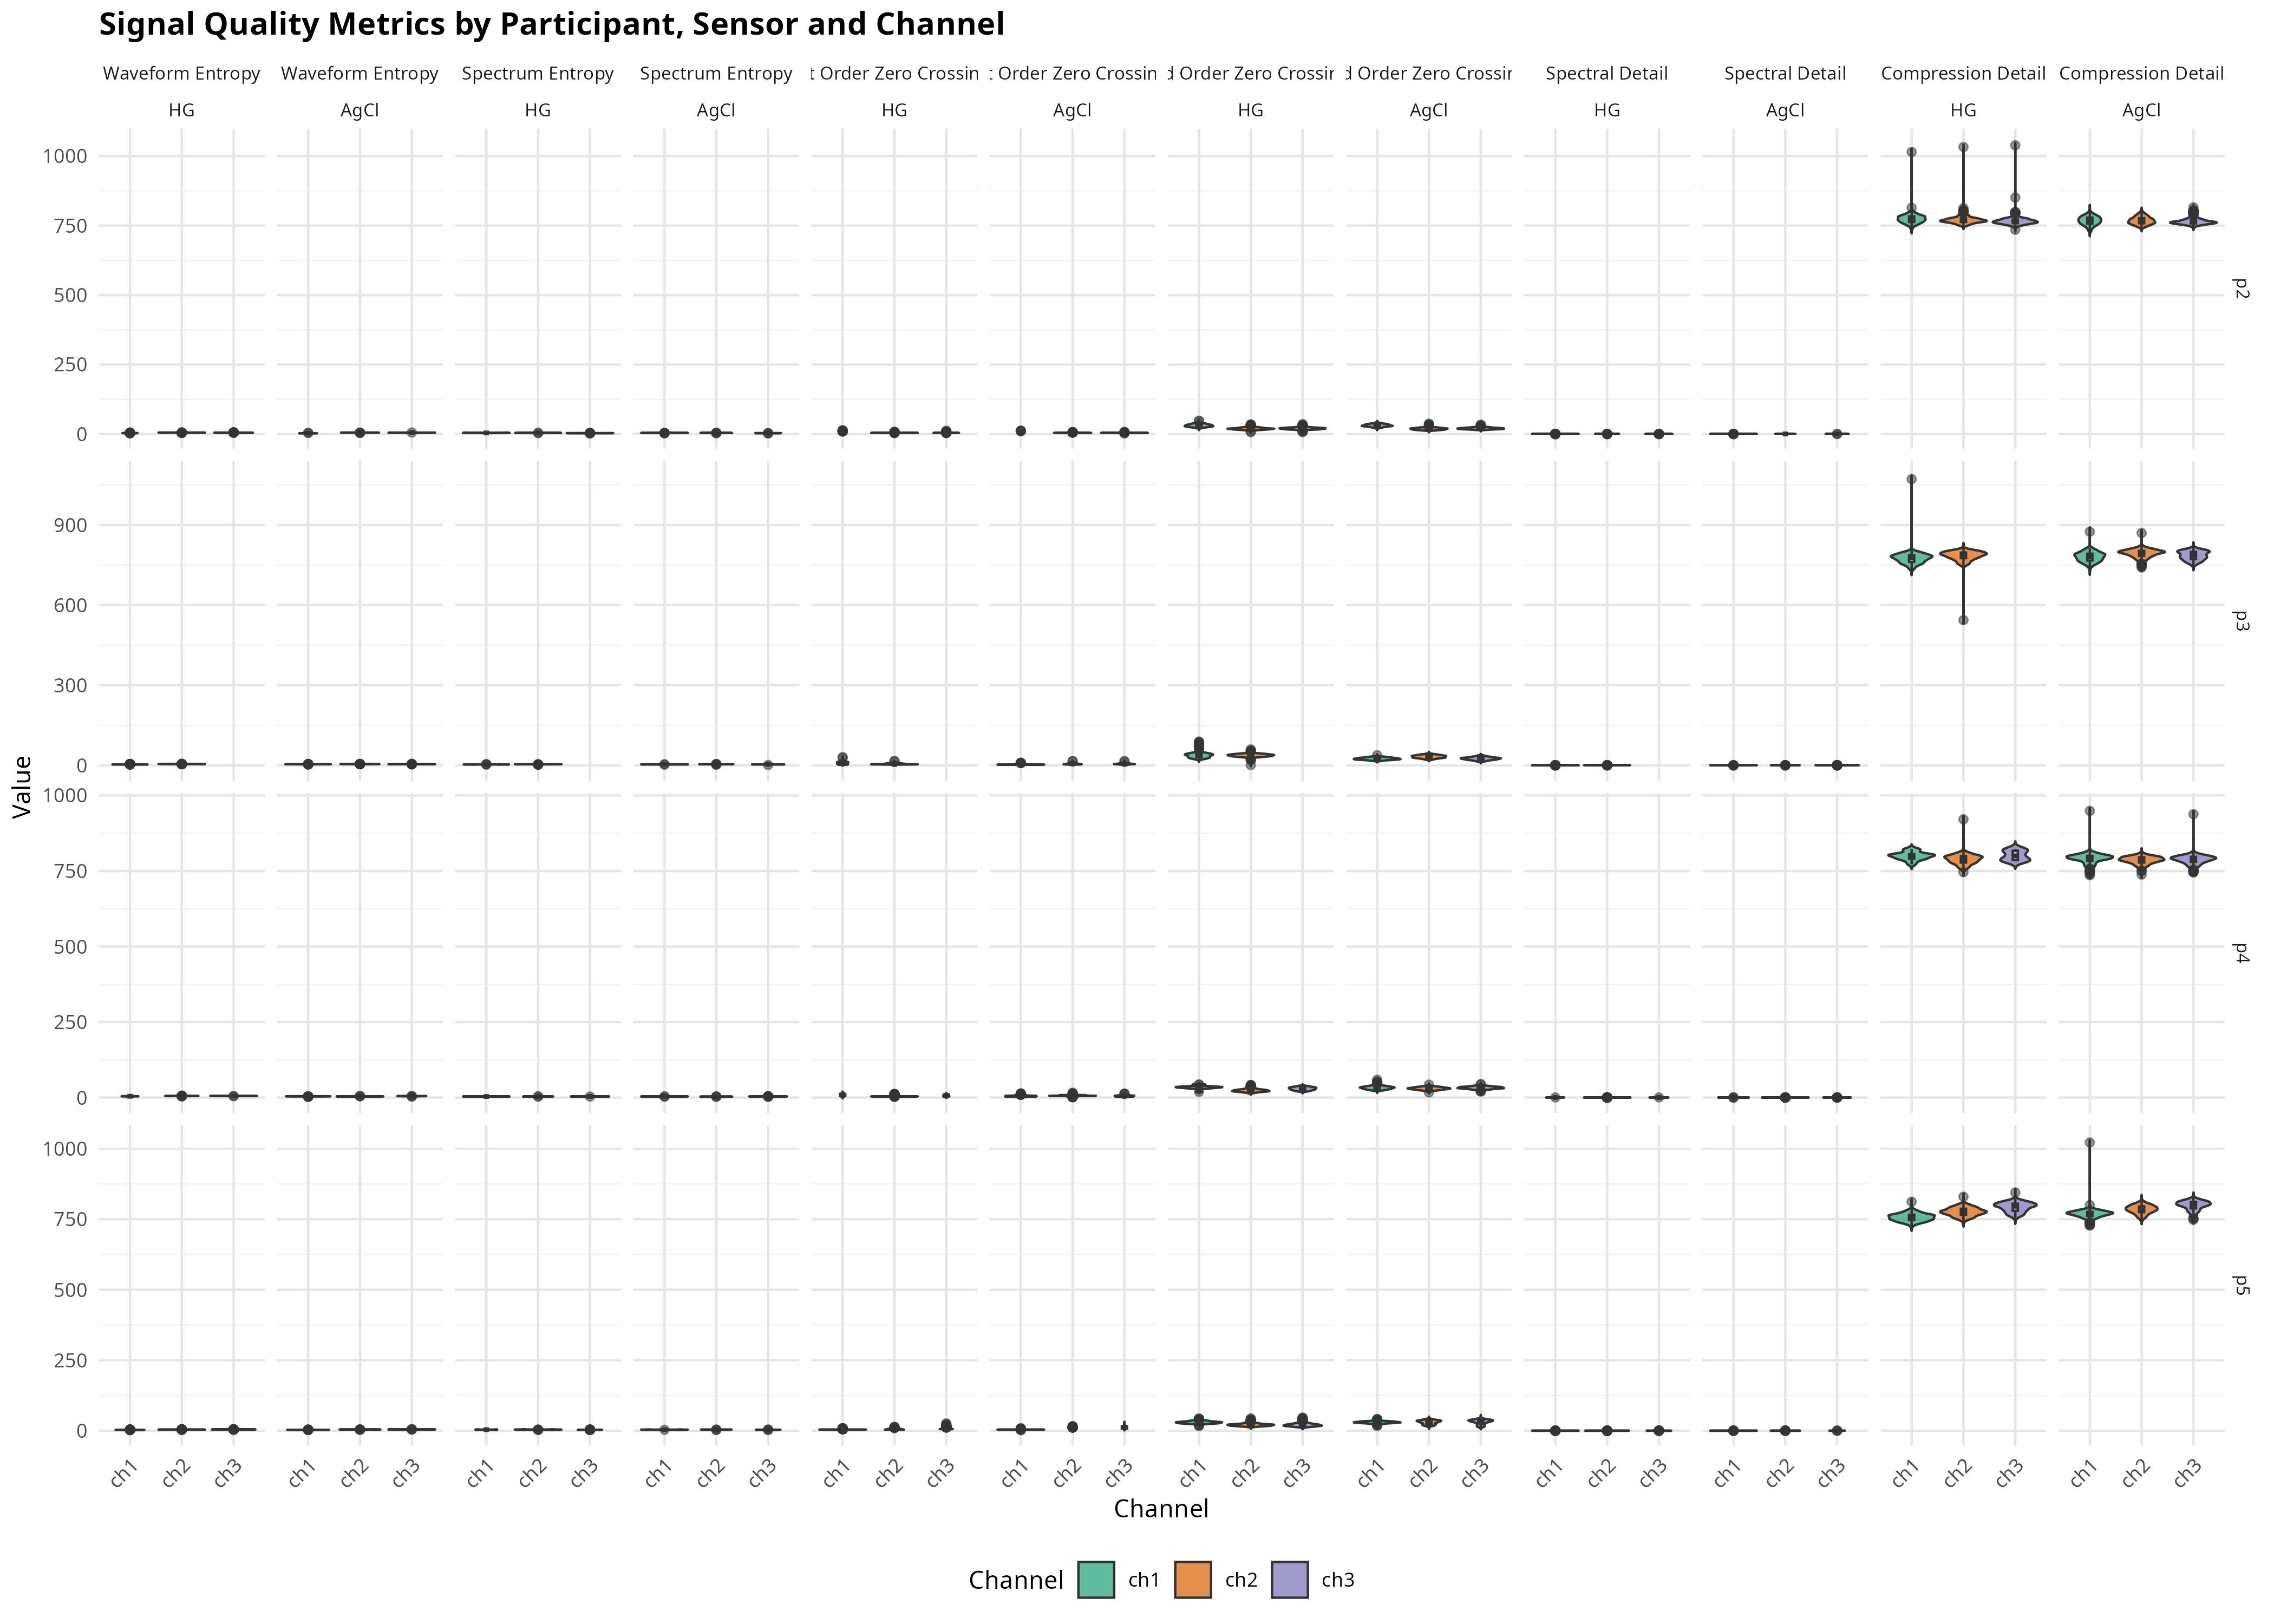 Signal Quality Metrics by Participant, Sensor and Channel
Waveform Entropy Waveform Entropy Spectrum Entropy Spectrum Entropy t Order Zero Crossin t Order Zero Crossin d Order Zero Crossin d Order Zero Crossin Spectral Detail Spectral Detail Compression Detail Compression Detail
HG AgCl HG AgCl HG AgCl HG AgCl HG AgCl HG AgCl
1000
750
500
250
0
p2
900
600
300
0
p3
Value
1000
750
500
250
0
p4
1000
750
500
250
0
p5
ch1 ch2 ch3 ch1 ch2 ch3 ch1 ch2 ch3 ch1 ch2 ch3 ch1 ch2 ch3 ch1 ch2 ch3 ch1 ch2 ch3 ch1 ch2 ch3 ch1 ch2 ch3 ch1 ch2 ch3 ch1 ch2 ch3 ch1 ch2 ch3
Channel
Channel ch1 ch2 ch3